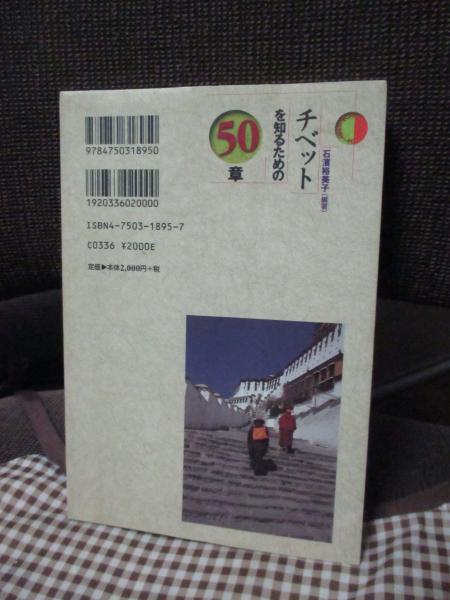 チベット
を知るための
50
章
石濱裕美子[編著]
9784750318950
1920336020000
ISBN4-7503-1895-7
C0336 ¥2000E
定価▶本体2,000円+税